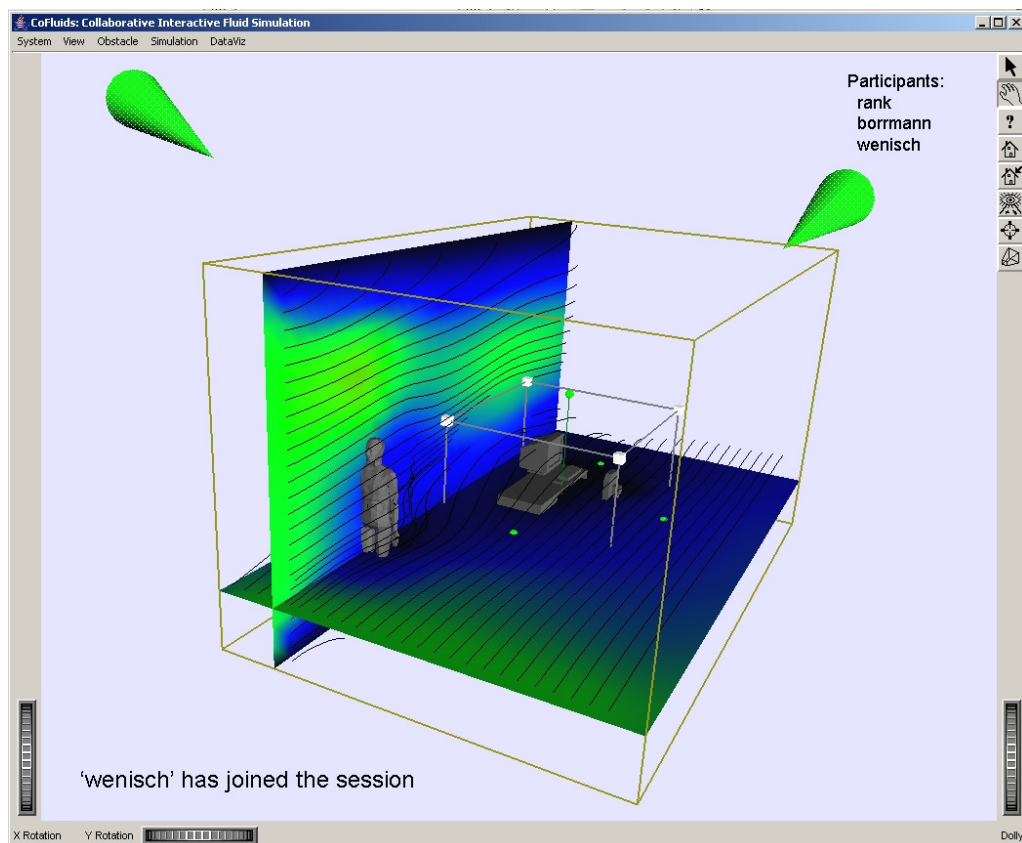 CoFluids: Collaborative Interactive Fluid Simulation
System View Obstacle Simulation DataViz
Participants:
rank
borrmann
wenisch
?
‘wenisch’ has joined the session
X Rotation Y Rotation Dolly